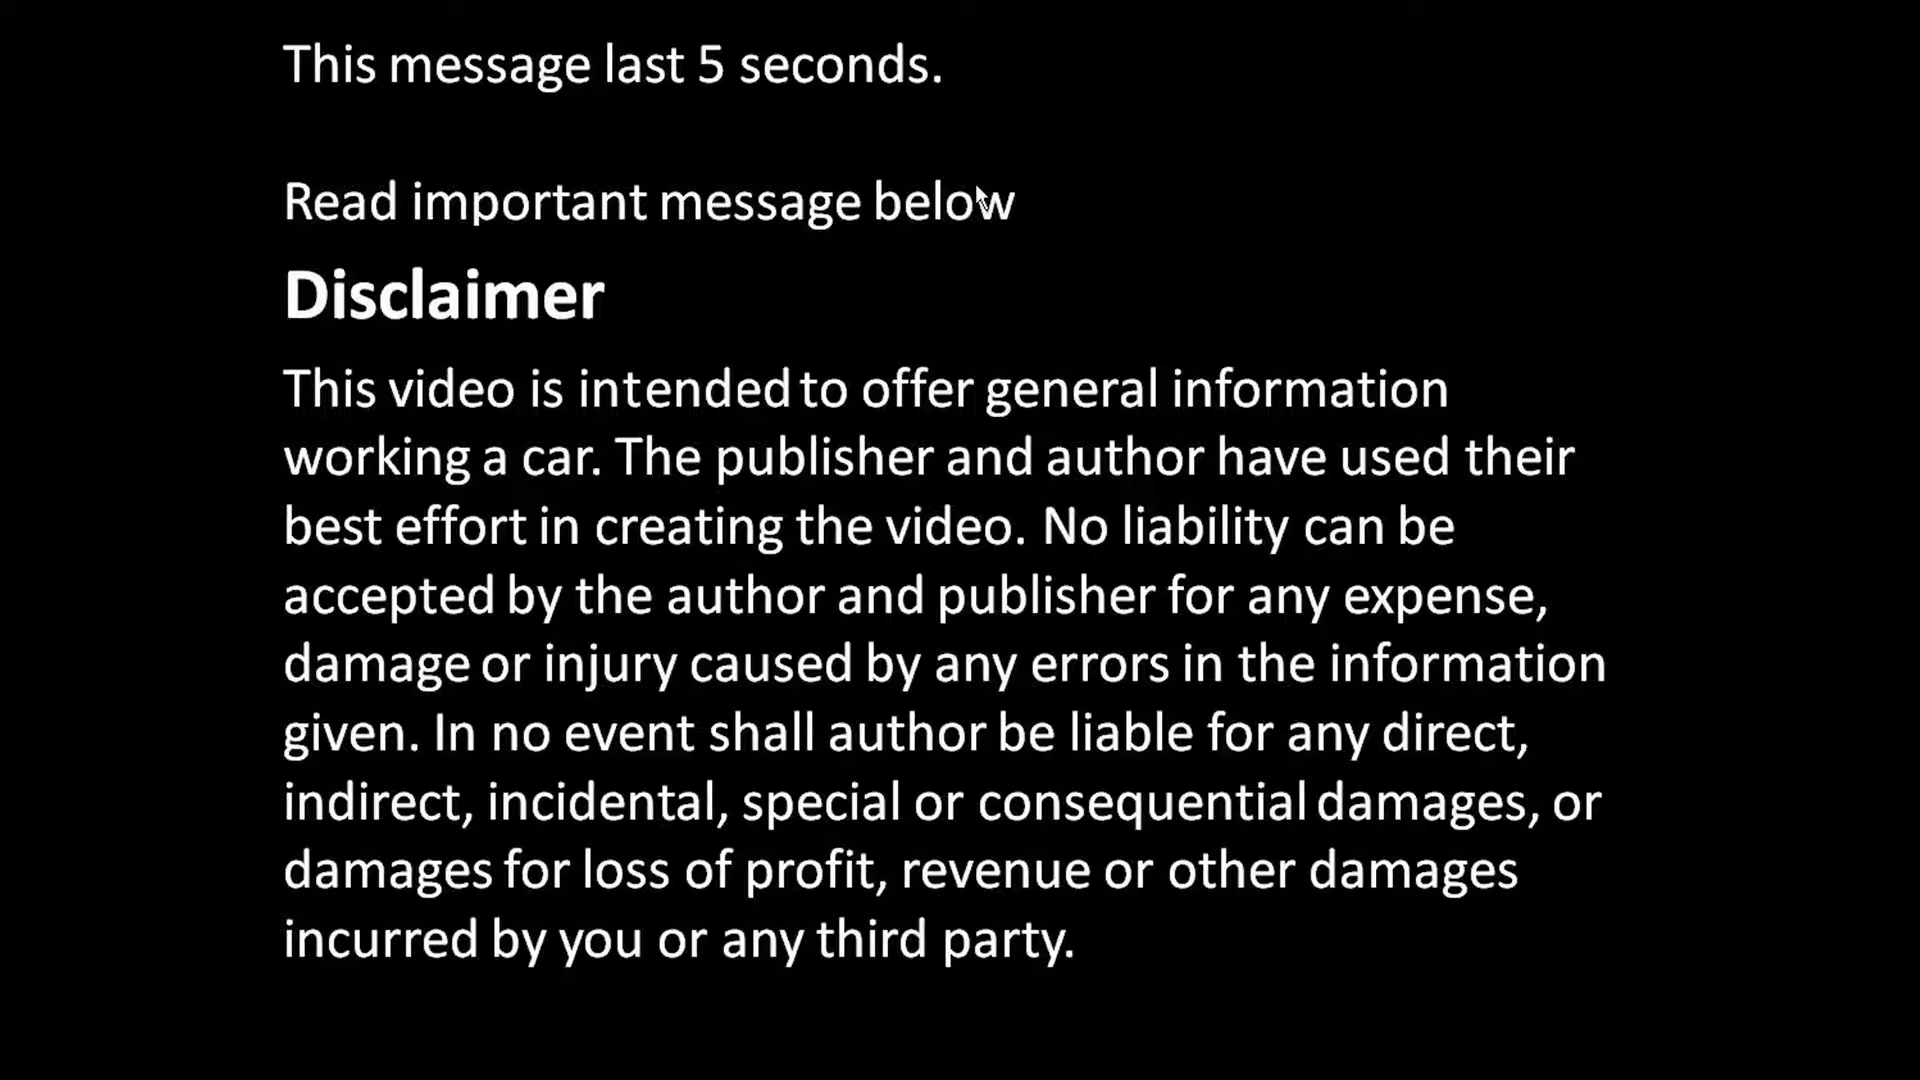 This message last 5 seconds.
Read important message below
Disclaimer
This video is intended to offer general information
working a car. The publisher and author have used their
best effort in creating the video. No liability can be
accepted by the author and publisher for any expense,
damage or injury caused by any errors in the information
given. In no event shall author be liable for any direct,
indirect, incidental, special or consequential damages, or
damages for loss of profit, revenue or other damages
incurred by you or any third party.